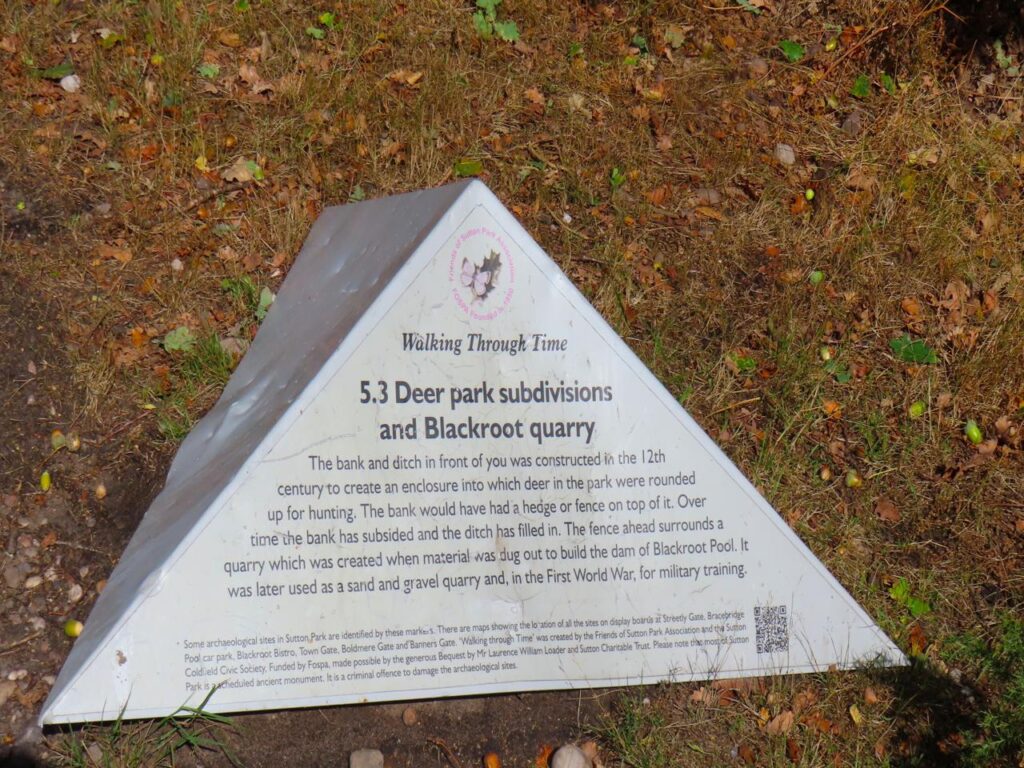 Friends of Sutton Park Association
FOSPA Founded in 1950
Walking Through Time
5.3 Deer park subdivisions
and Blackroot quarry
The bank and ditch in front of you was constructed in the 12th
century to create an enclosure into which deer in the park were rounded
up for hunting. The bank would have had a hedge or fence on top of it. Over
time the bank has subsided and the ditch has filled in. The fence ahead surrounds a
quarry which was created when material was dug out to build the dam of Blackroot Pool. It
was later used as a sand and gravel quarry and, in the First World War, for military training.
Some archaeological sites in Sutton Park are identified by these markers. There are maps showing the location of all the sites on display boards at Streetly Gate, Bracebridge
Pool car park, Blackroot Bistro, Town Gate, Boldmere Gate and Banners Gate. 'Walking through Time' was created by the Friends of Sutton Park Association and the Sutton
Coldfield Civic Society, Funded by Fospa, made possible by the generous Bequest by Mr Laurence William Loader and Sutton Charitable Trust. Please note that most of Sutton
Park is a scheduled ancient monument. It is a criminal offence to damage the archaeological sites.